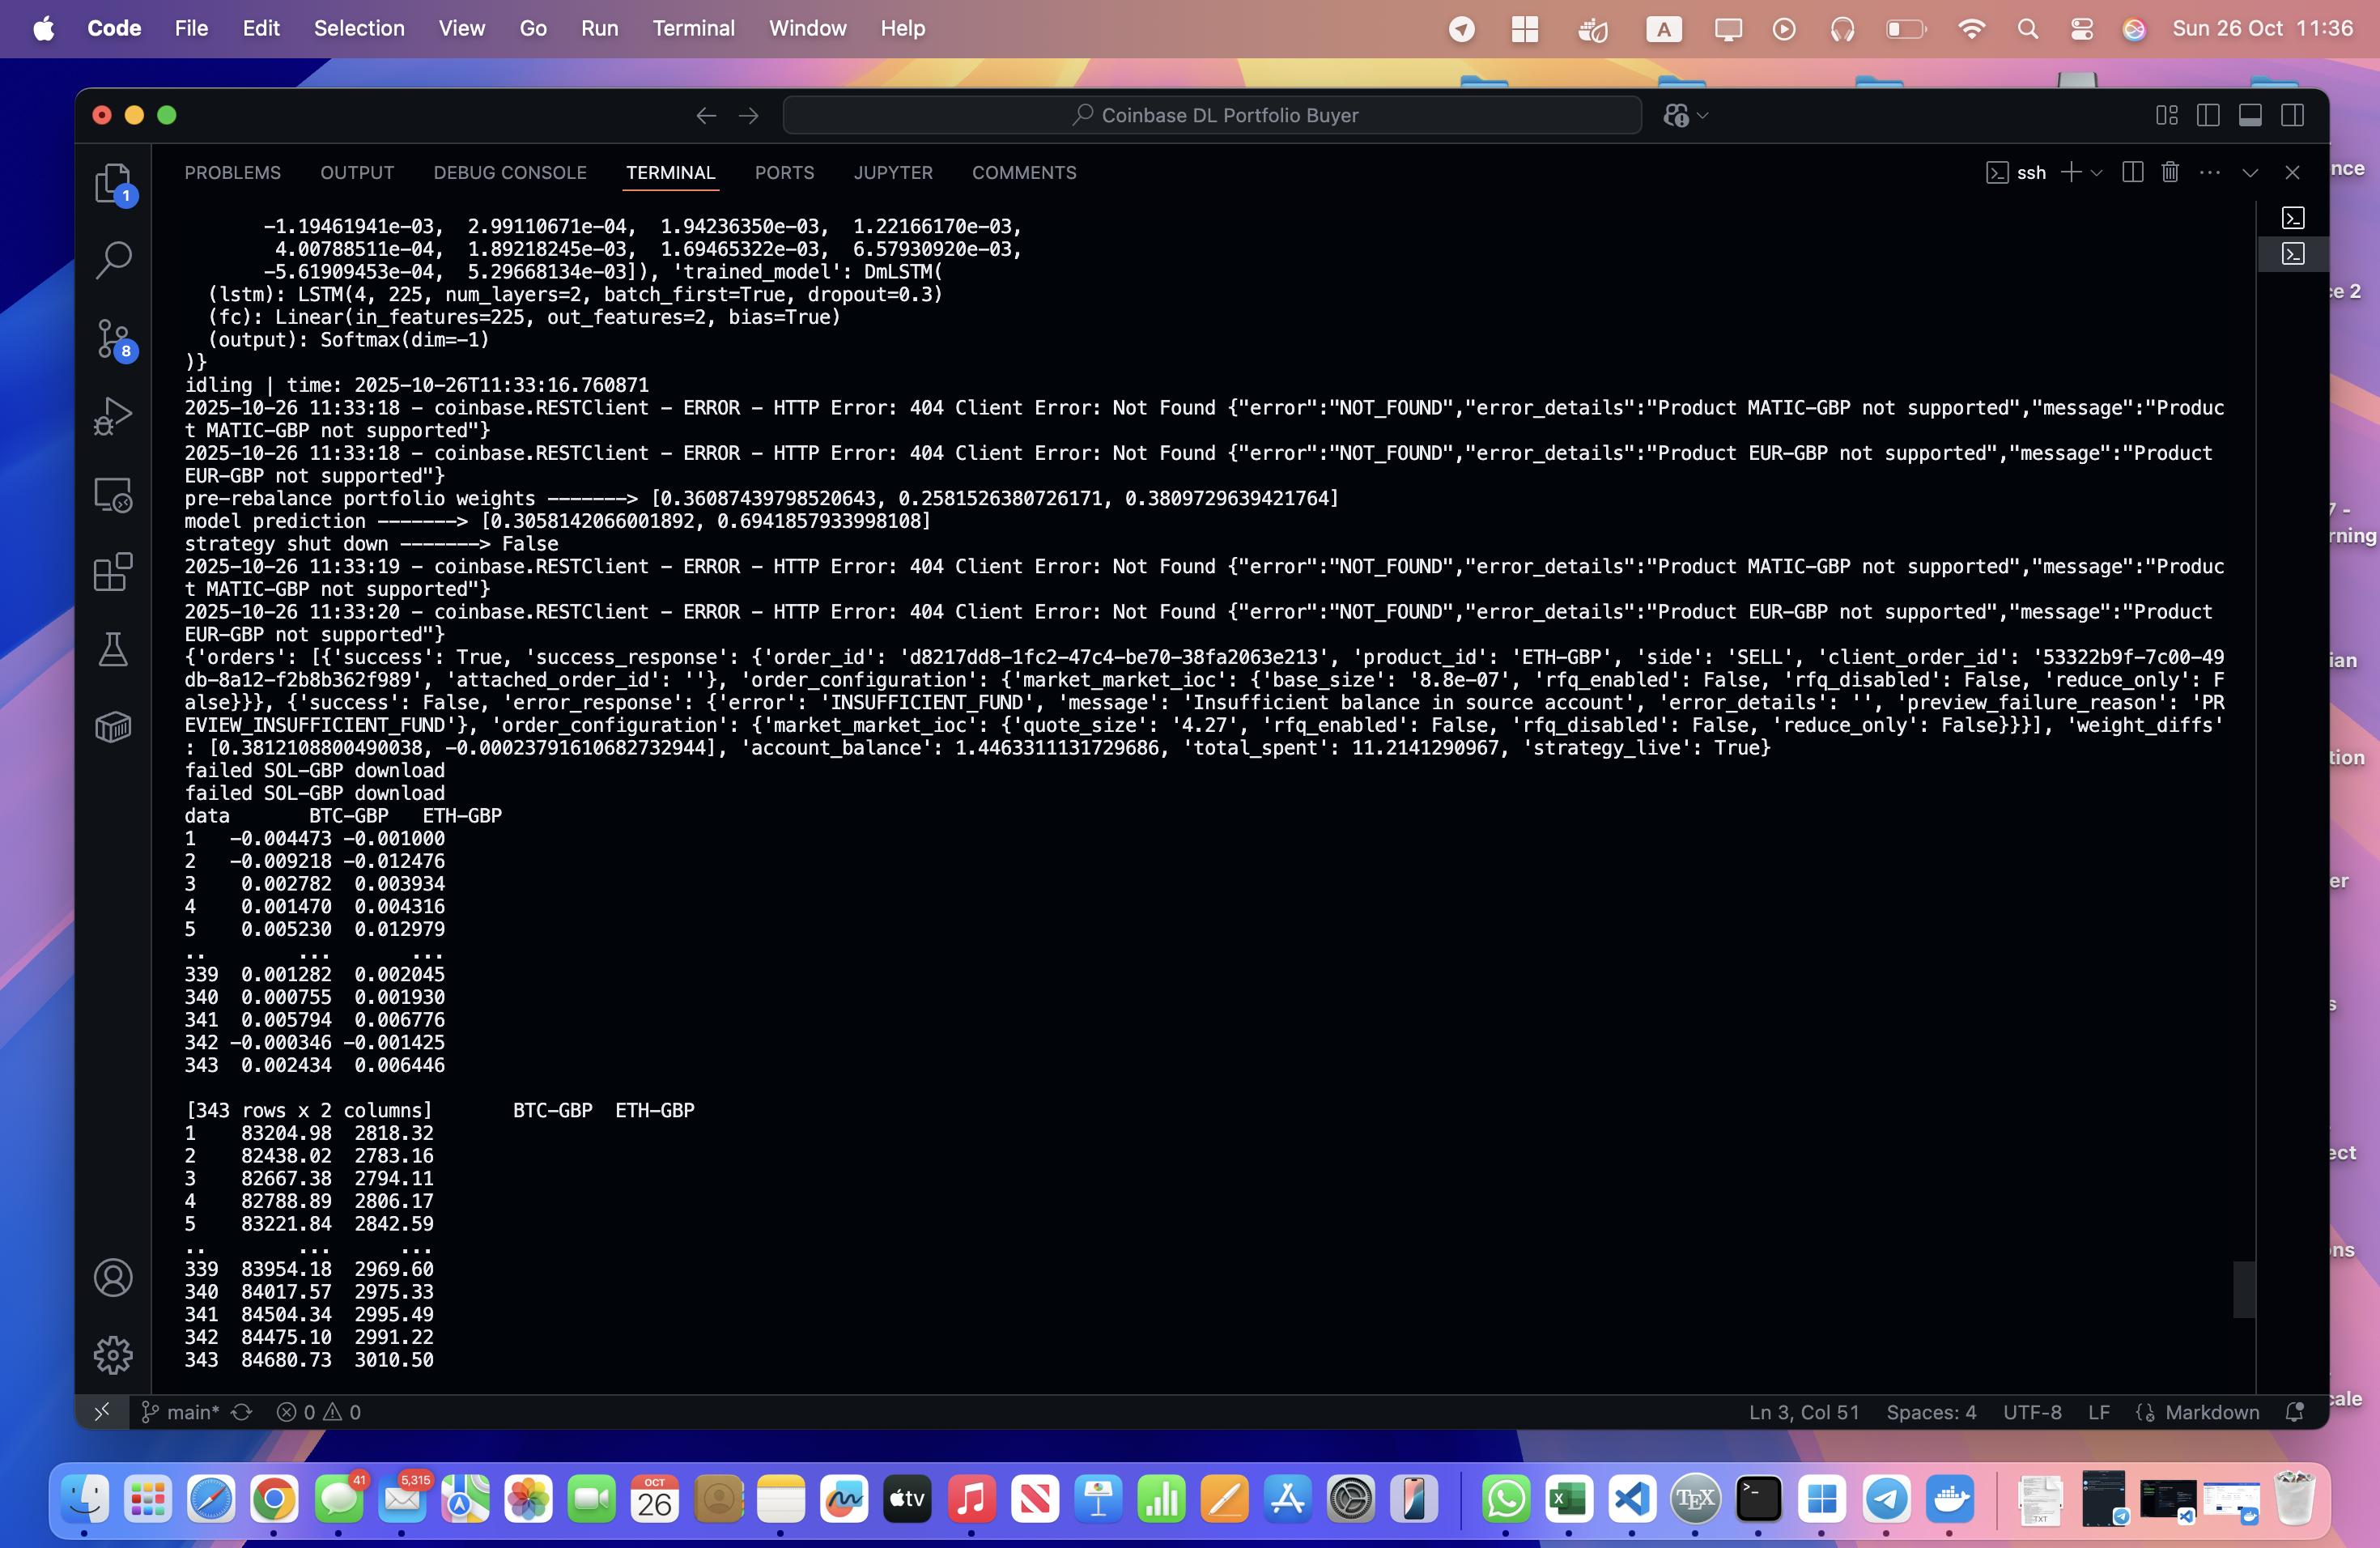 Code File Edit Selection View Go Run Terminal Window Help A Sun 26 Oct 11:36
Coinbase DL Portfolio Buyer
PROBLEMS OUTPUT DEBUG CONSOLE TERMINAL PORTS JUPYTER COMMENTS ssh
1
8
-1.19461941e-03, 2.99110671e-04, 1.94236350e-03, 1.22166170e-03,
4.00788511e-04, 1.89218245e-03, 1.69465322e-03, 6.57930920e-03,
-5.61909453e-04, 5.29668134e-03]), 'trained_model': DmLSTM(
(lstm): LSTM(4, 225, num_layers=2, batch_first=True, dropout=0.3)
(fc): Linear(in_features=225, out_features=2, bias=True)
(output): Softmax(dim=-1)
)}
idling | time: 2025-10-26T11:33:16.760871
2025-10-26 11:33:18 - coinbase.RESTClient - ERROR - HTTP Error: 404 Client Error: Not Found {"error":"NOT_FOUND","error_details":"Product MATIC-GBP not supported","message":"Produc
t MATIC-GBP not supported"}
2025-10-26 11:33:18 - coinbase.RESTClient - ERROR - HTTP Error: 404 Client Error: Not Found {"error":"NOT_FOUND","error_details":"Product EUR-GBP not supported","message":"Product
EUR-GBP not supported"}
pre-rebalance portfolio weights -------> [0.36087439798520643, 0.2581526380726171, 0.3809729639421764]
model prediction -------> [0.3058142066001892, 0.6941857933998108]
strategy shut down -------> False
2025-10-26 11:33:19 - coinbase.RESTClient - ERROR - HTTP Error: 404 Client Error: Not Found {"error":"NOT_FOUND","error_details":"Product MATIC-GBP not supported","message":"Produc
t MATIC-GBP not supported"}
2025-10-26 11:33:20 - coinbase.RESTClient - ERROR - HTTP Error: 404 Client Error: Not Found {"error":"NOT_FOUND","error_details":"Product EUR-GBP not supported","message":"Product
EUR-GBP not supported"}
{'orders': [{'success': True, 'success_response': {'order_id': 'd8217dd8-1fc2-47c4-be70-38fa2063e213', 'product_id': 'ETH-GBP', 'side': 'SELL', 'client_order_id': '53322b9f-7c00-49
db-8a12-f2b8b362f989', 'attached_order_id': ''}, 'order_configuration': {'market_market_ioc': {'base_size': '8.8e-07', 'rfq_enabled': False, 'rfq_disabled': False, 'reduce_only': F
alse}}}, {'success': False, 'error_response': {'error': 'INSUFFICIENT_FUND', 'message': 'Insufficient balance in source account', 'error_details': '', 'preview_failure_reason': 'PR
EVIEW_INSUFFICIENT_FUND'}, 'order_configuration': {'market_market_ioc': {'quote_size': '4.27', 'rfq_enabled': False, 'rfq_disabled': False, 'reduce_only': False}}}], 'weight_diffs'
: [0.3812108800490038, -0.00023791610682732944], 'account_balance': 1.4463311131729686, 'total_spent': 11.2141290967, 'strategy_live': True}
failed SOL-GBP download
failed SOL-GBP download
data BTC-GBP ETH-GBP
1 -0.004473 -0.001000
2 -0.009218 -0.012476
3 0.002782 0.003934
4 0.001470 0.004316
5 0.005230 0.012979
.. ... ...
339 0.001282 0.002045
340 0.000755 0.001930
341 0.005794 0.006776
342 -0.000346 -0.001425
343 0.002434 0.006446
[343 rows x 2 columns] BTC-GBP ETH-GBP
1 83204.98 2818.32
2 82438.02 2783.16
3 82667.38 2794.11
4 82788.89 2806.17
5 83221.84 2842.59
.. ... ...
339 83954.18 2969.60
340 84017.57 2975.33
341 84504.34 2995.49
342 84475.10 2991.22
343 84680.73 3010.50
nce
ce 2
7 -
rning
ian
tion
er
s
ect
ons
cale
main* 0 0 Ln 3, Col 51 Spaces: 4 UTF-8 LF Markdown
41 5,315 OCT 26 tv TEX TXT